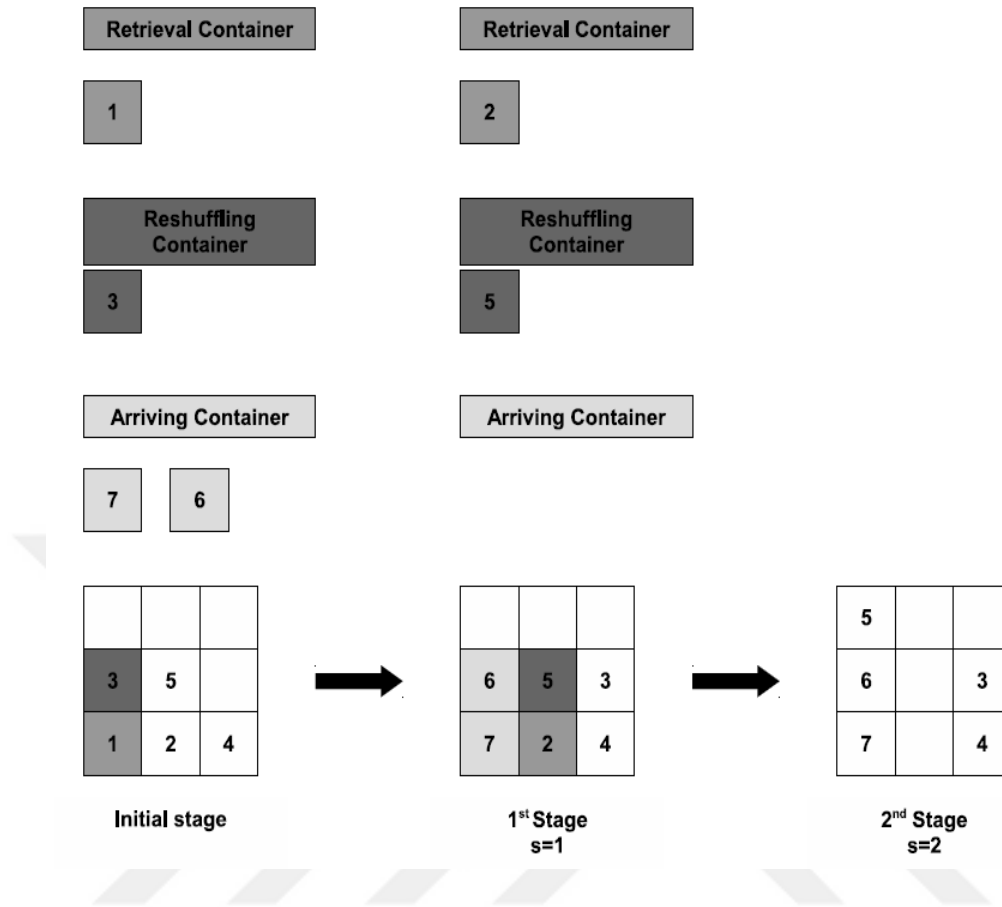 Retrieval Container Retrieval Container
1 2
Reshuffling Reshuffling
Container Container
3 5
Arriving Container Arriving Container
7 6
5
3 5 6 5 3 6 3
1 2 4 7 2 4 7 4
Initial stage 1st Stage 2nd Stage
s=1 s=2